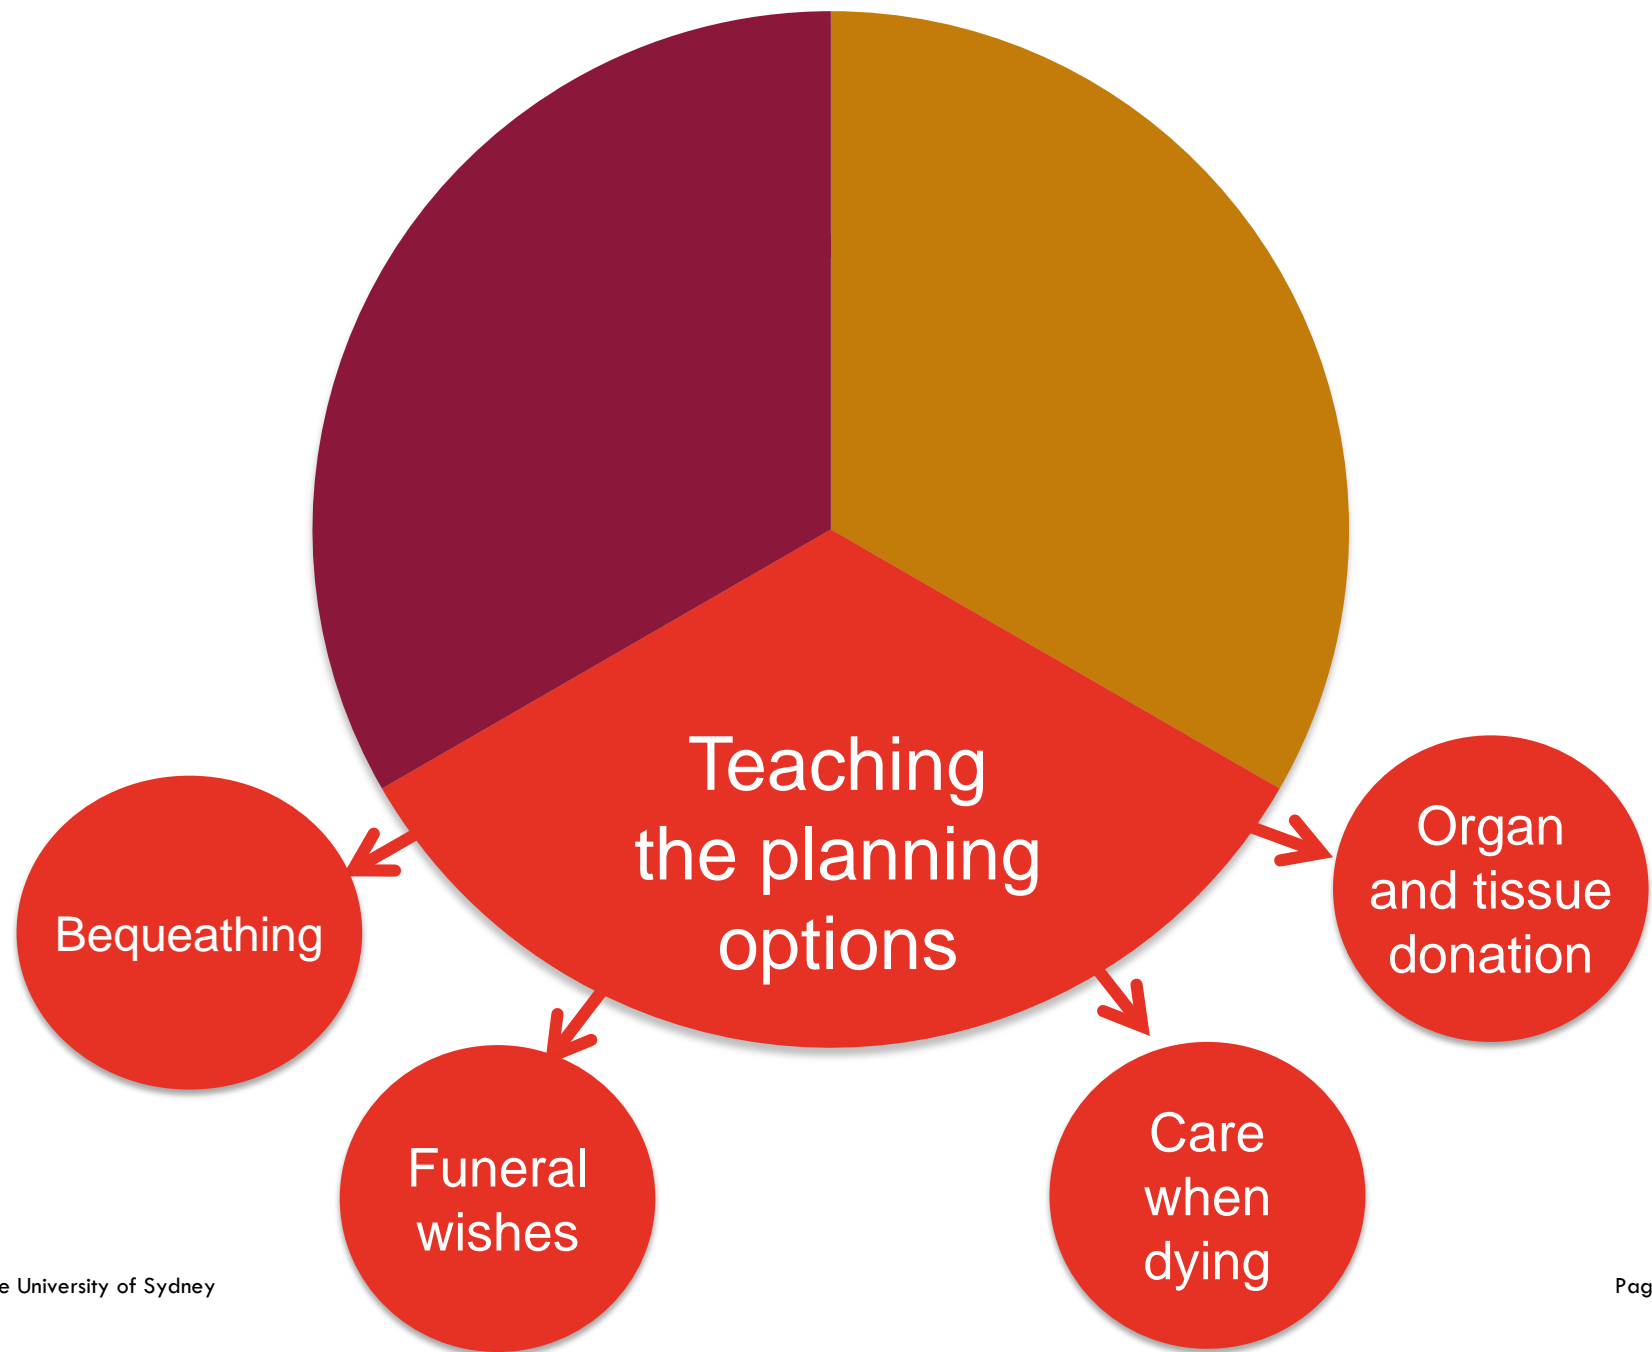 Teaching
the planning
options
Bequeathing
Funeral
wishes
Care
when
dying
Organ
and tissue
donation
e University of Sydney
Pag